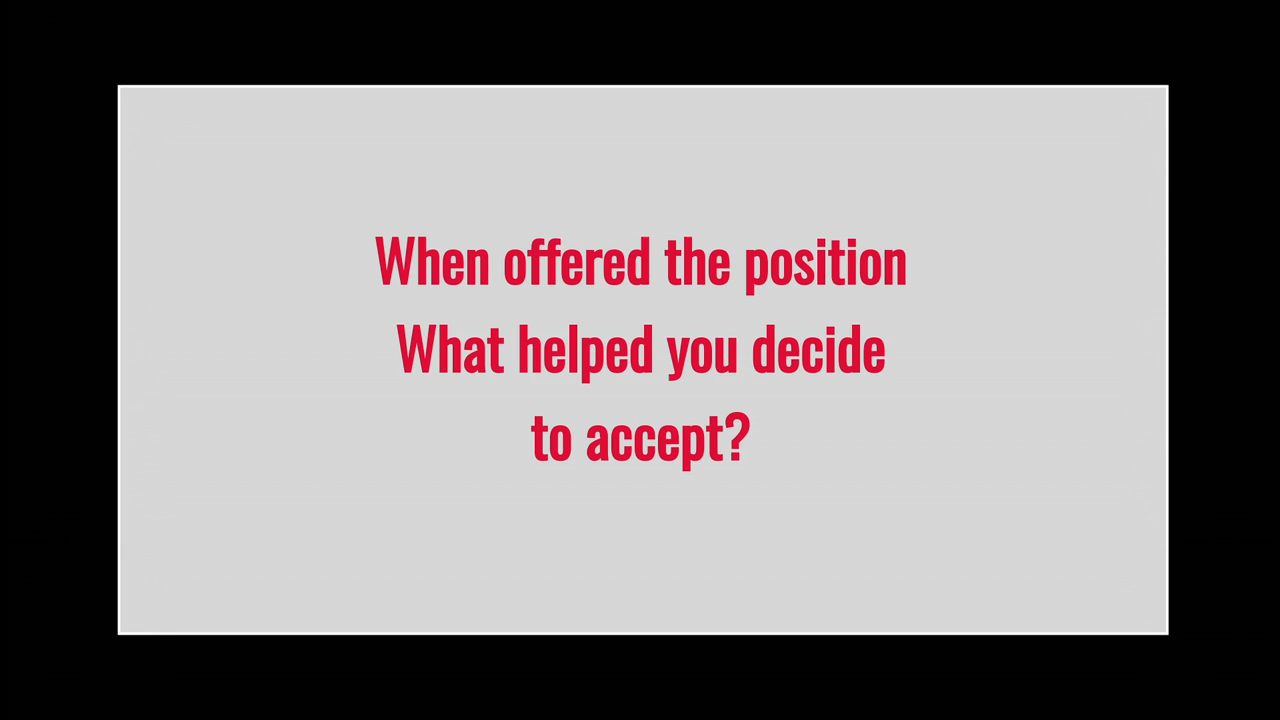 When offered the position
What helped you decide
to accept?